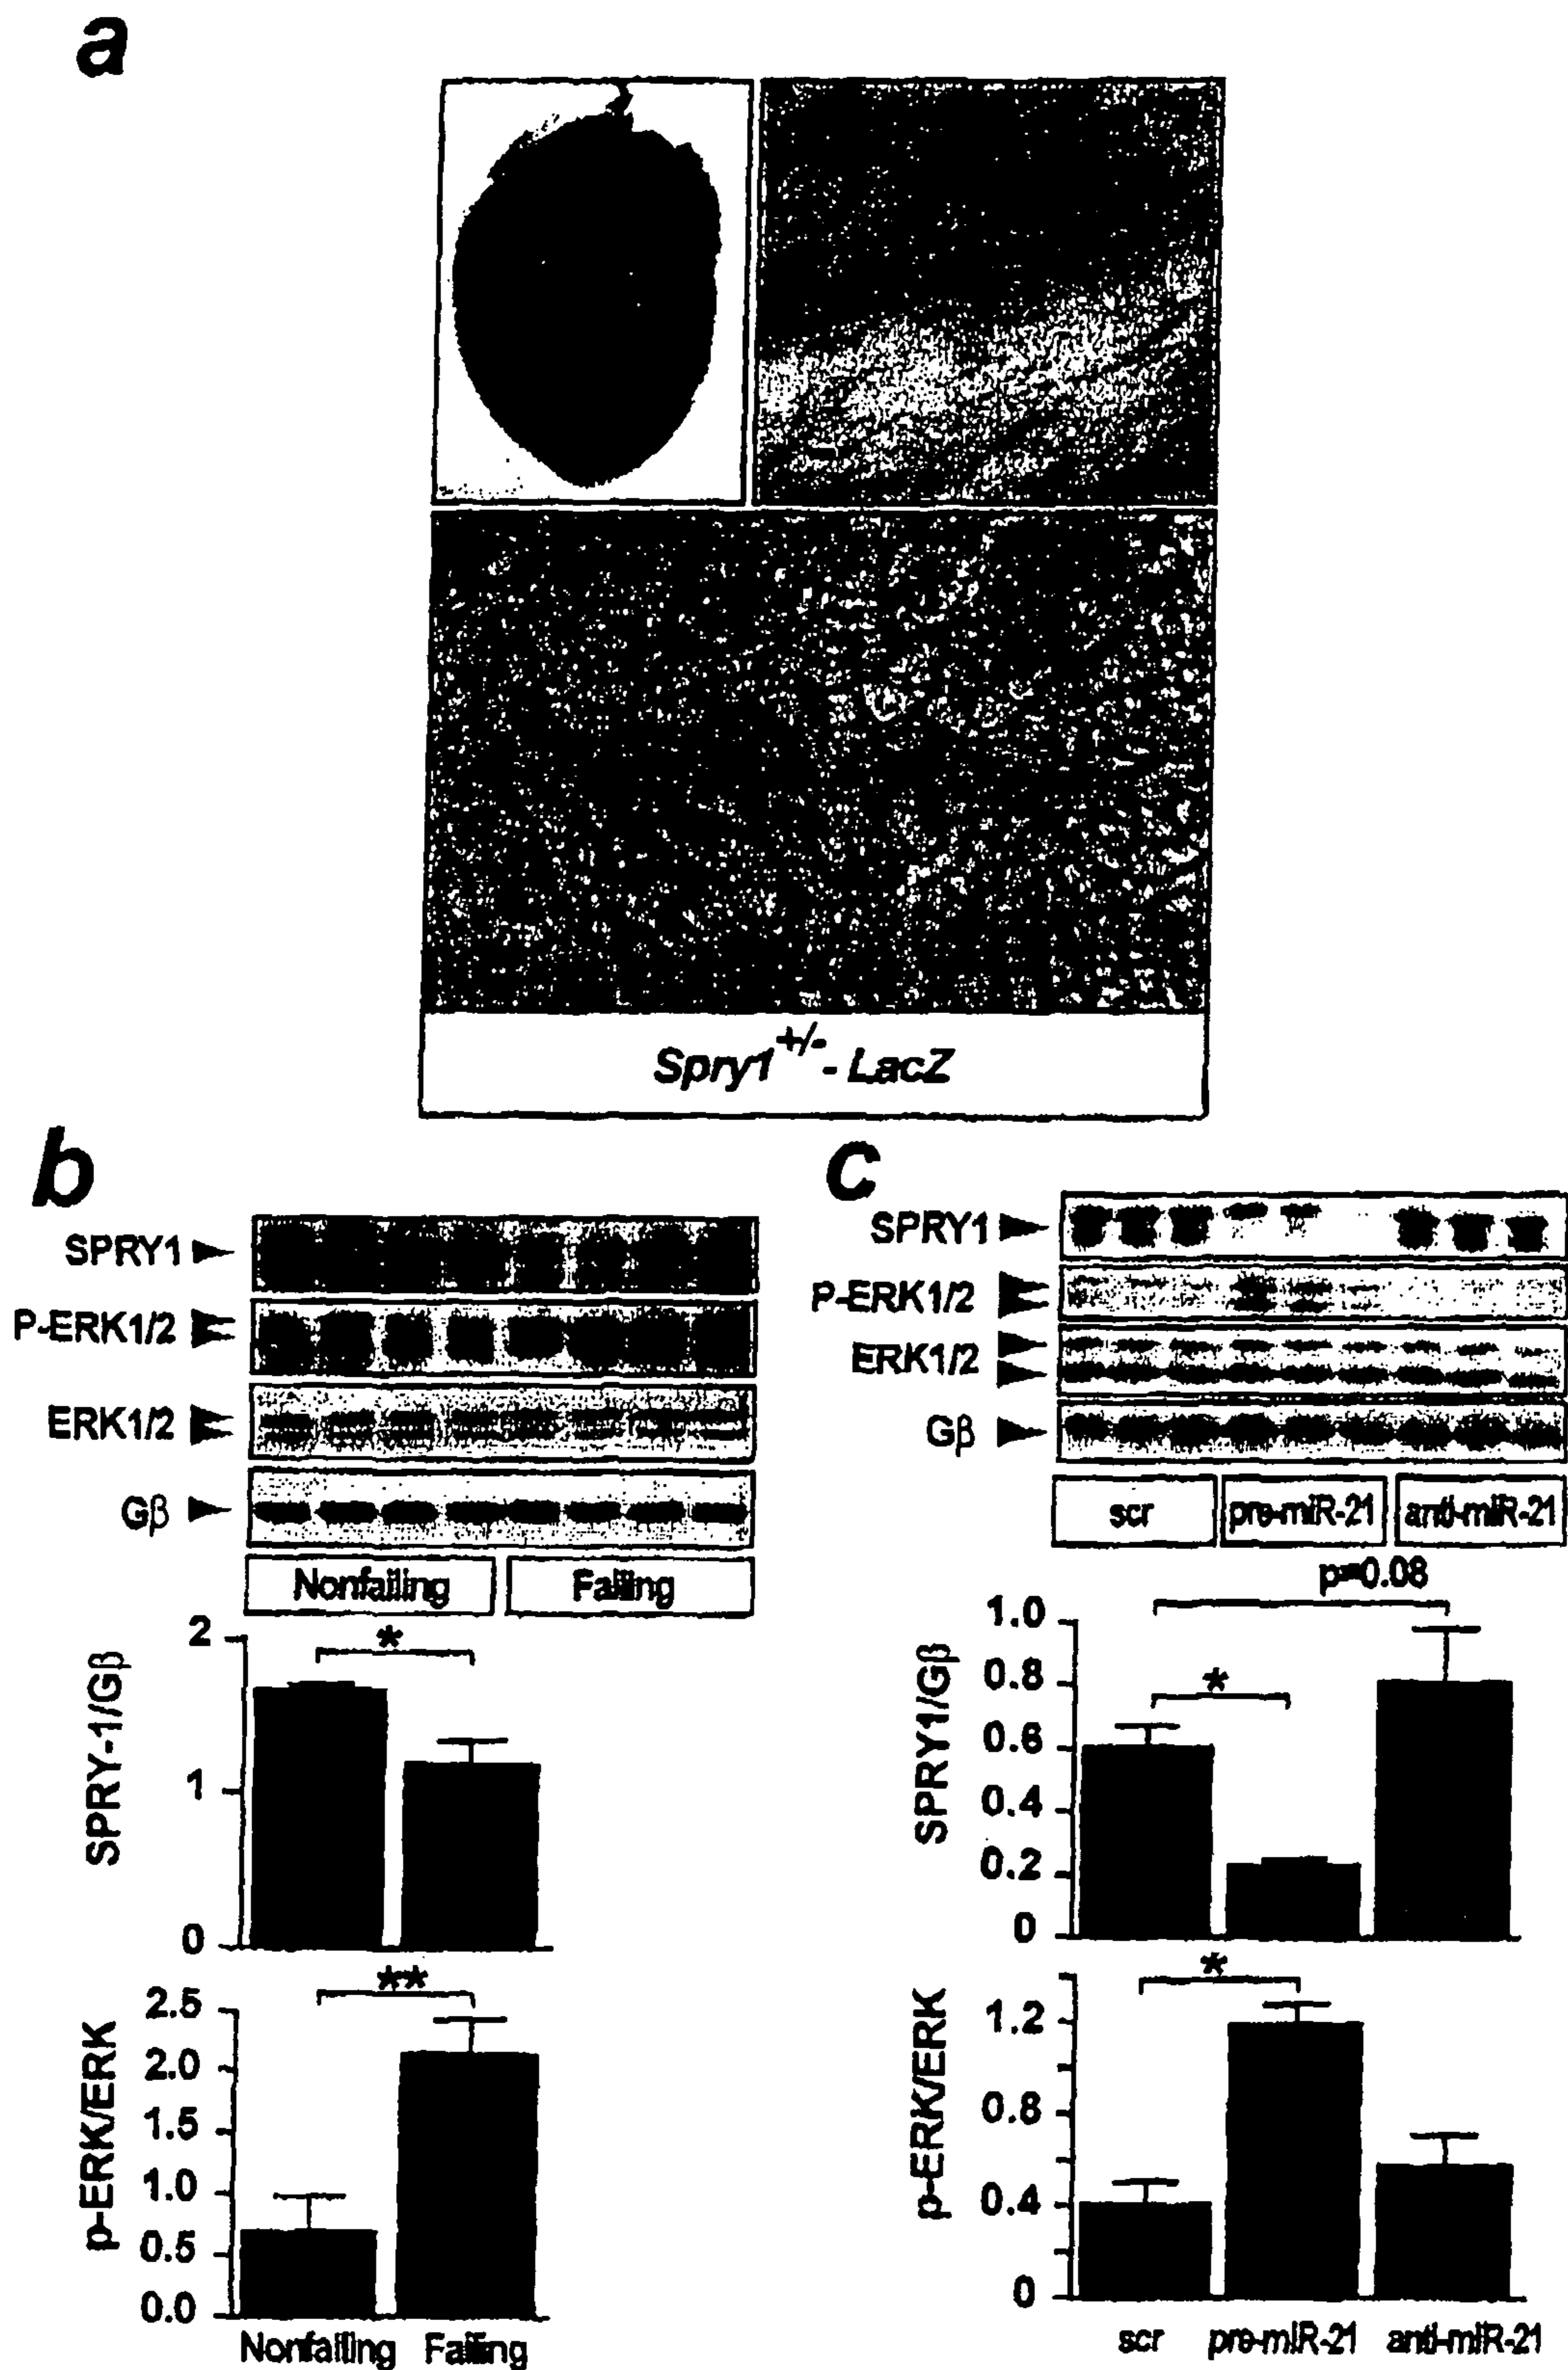 a
Spry1+/- - LacZ
b
SPRY1
P-ERK1/2
ERK1/2
Gβ
Nonfailing Failing
*
2
1
0
SPRY-1/Gβ
**
2.5
2.0
1.5
1.0
0.5
0.0
p-ERK/ERK
Nonfailing Failing
c
SPRY1
P-ERK1/2
ERK1/2
Gβ
scr pre-miR-21 anti-miR-21
p=0.08
*
1.0
0.8
0.6
0.4
0.2
0
SPRY1/Gβ
*
1.2
0.8
0.4
0
p-ERK/ERK
scr pre-miR-21 anti-miR-21